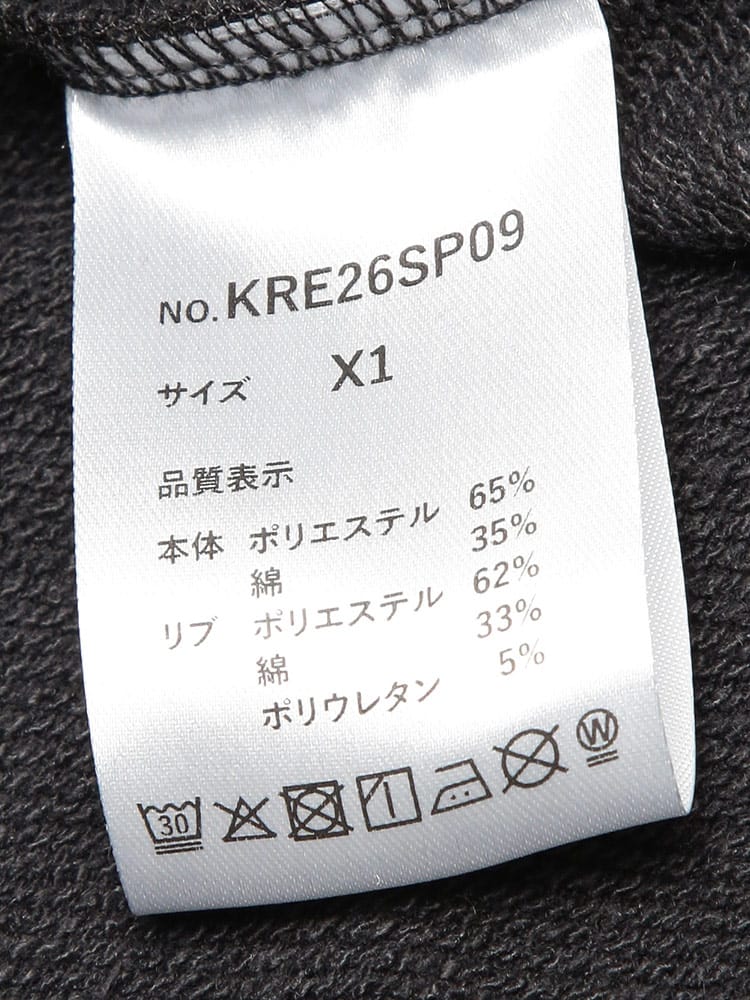 NO. KRE26SP09
サイズ X1
品質表示
本体 ポリエステル 65%
綿 35%
リブ ポリエステル 62%
綿 33%
ポリウレタン 5%
30 W